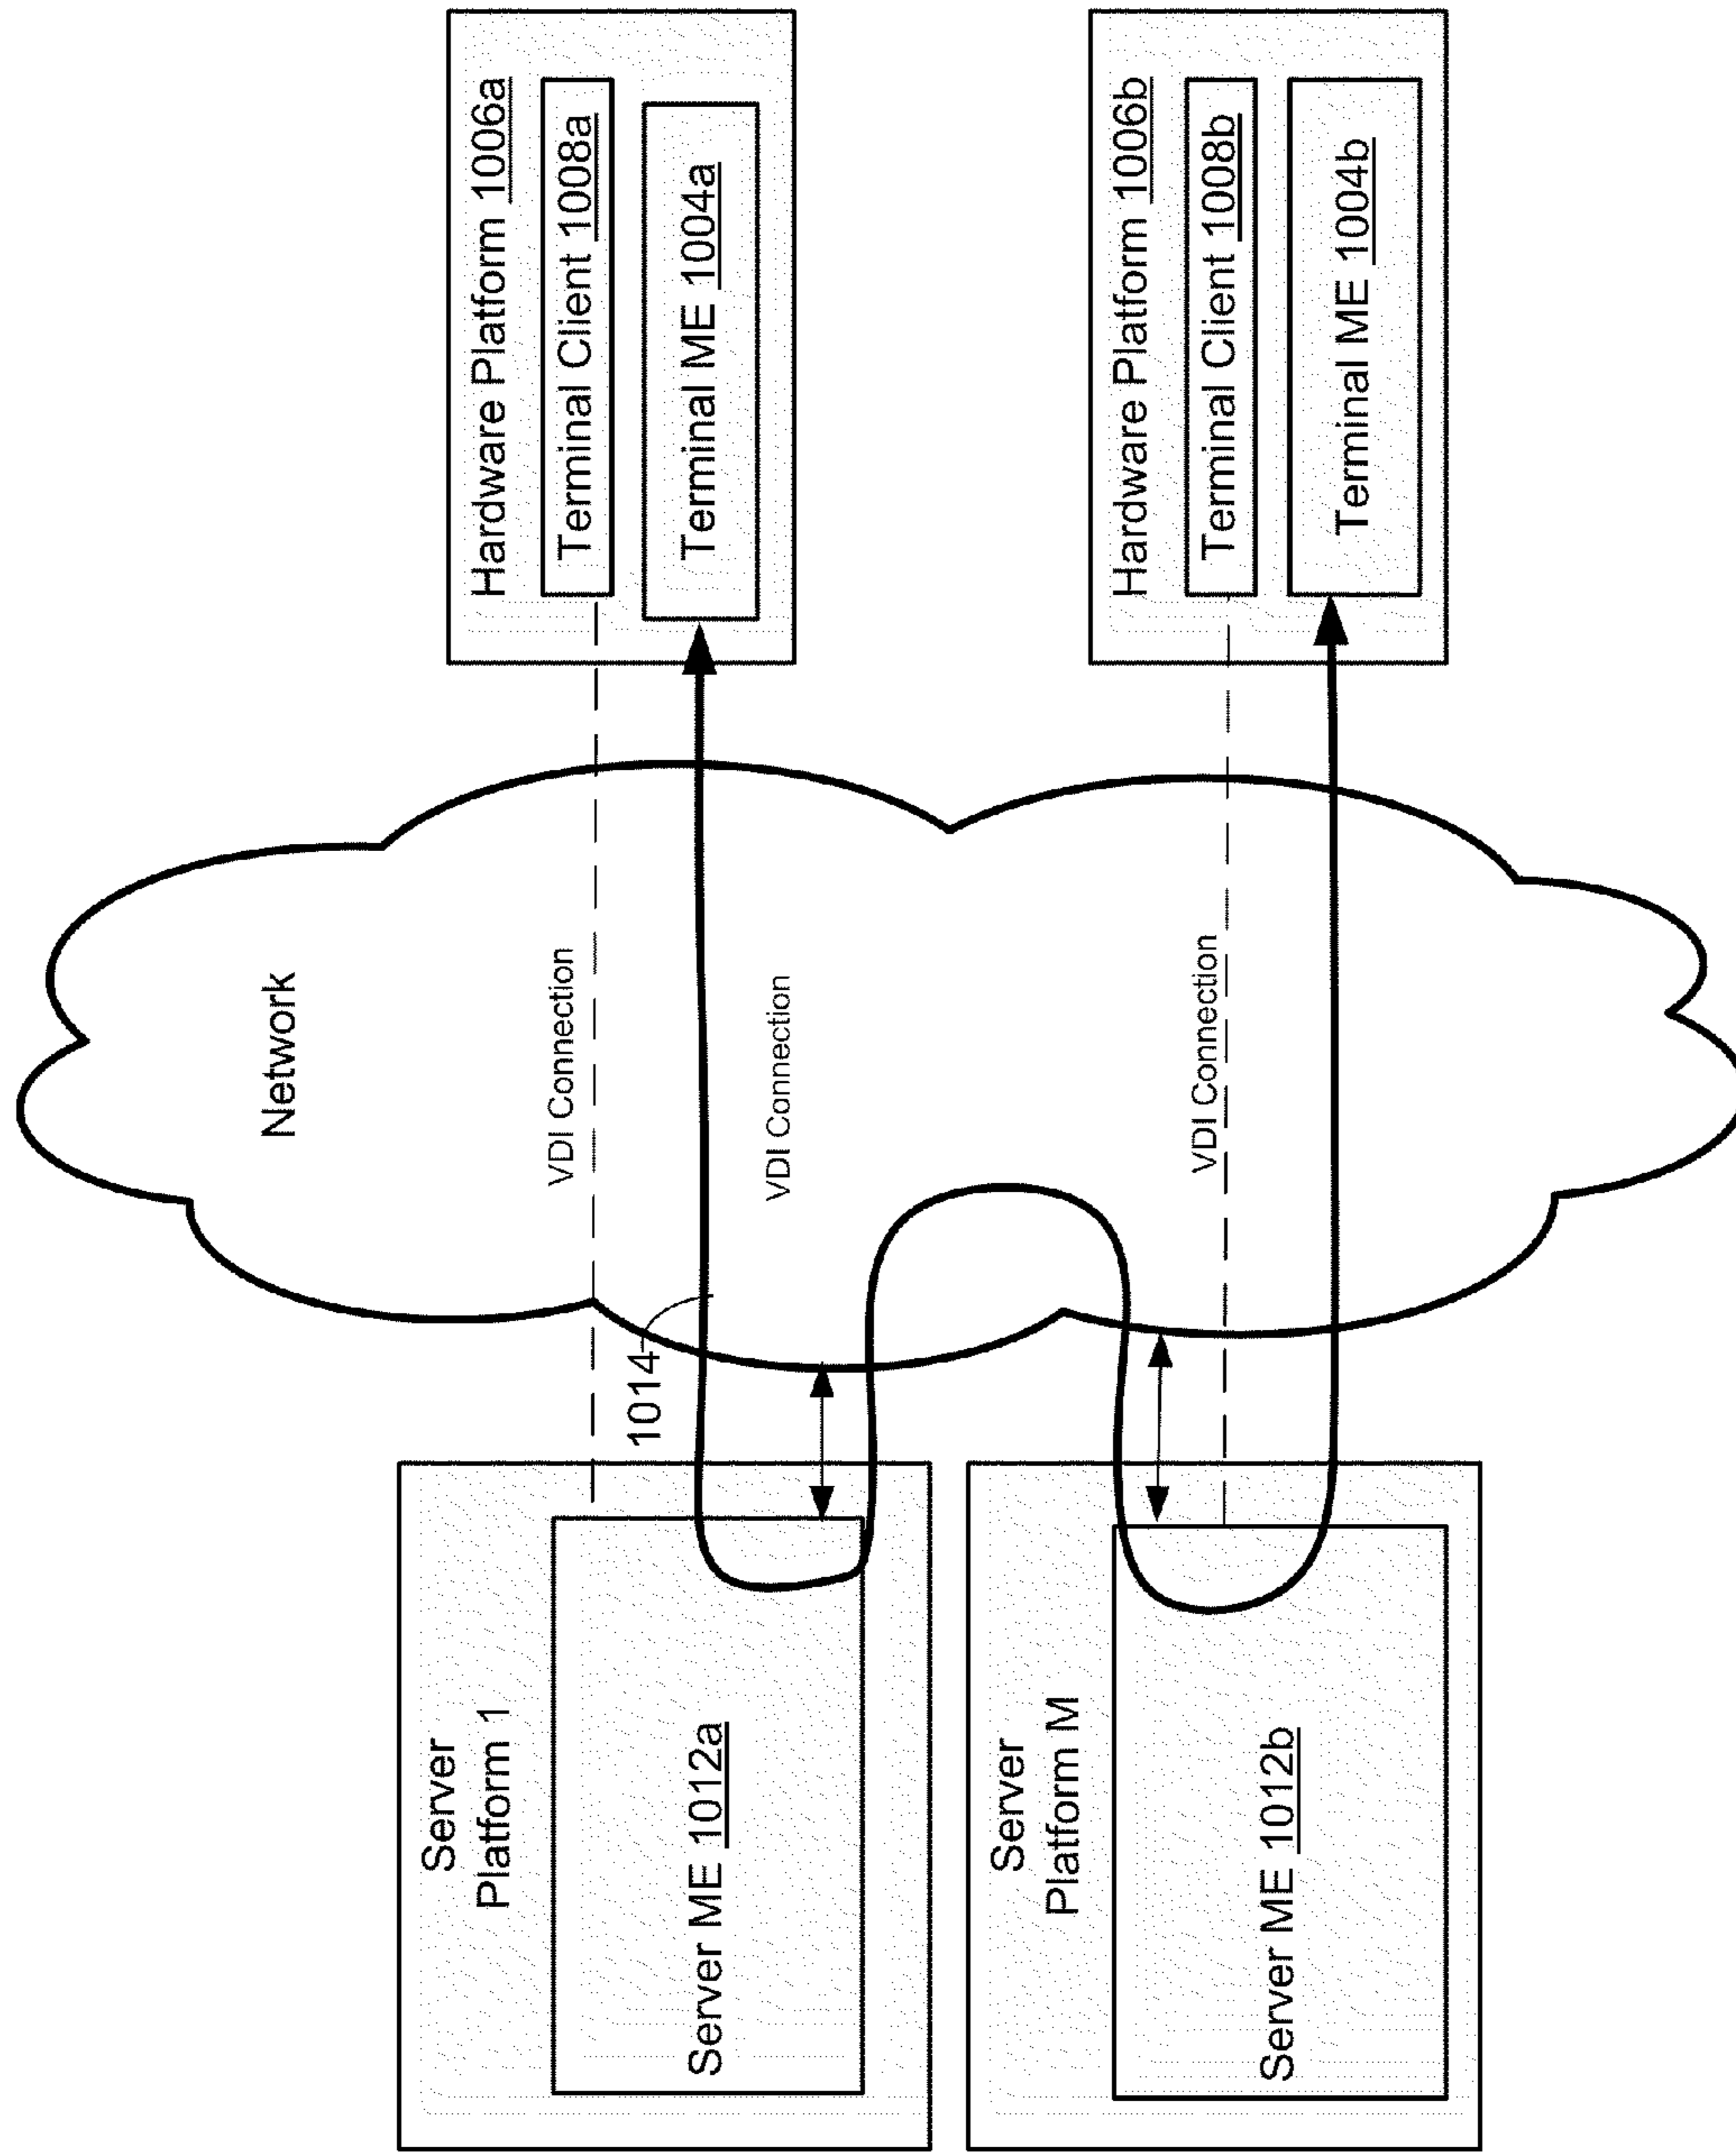 Hardware Platform 1006a
Terminal Client 1008a
Terminal ME 1004a
Hardware Platform 1006b
Terminal Client 1008b
Terminal ME 1004b
Network
VDI Connection
VDI Connection
VDI Connection
1014
Server
Platform 1
Server ME 1012a
Server
Platform M
Server ME 1012b